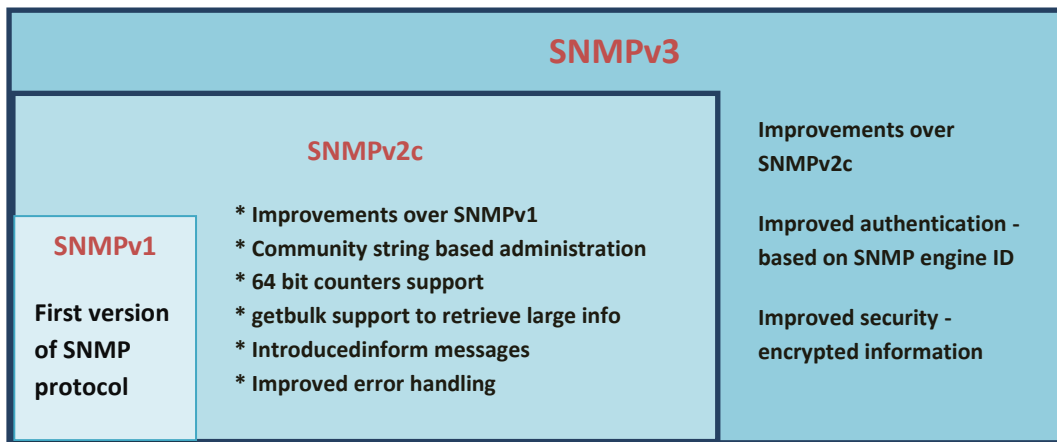 SNMPv3
SNMPv2c
* Improvements over SNMPv1
* Community string based administration
* 64 bit counters support
* getbulk support to retrieve large info
* Introducedinform messages
* Improved error handling
SNMPv1
First version
of SNMP
protocol
Improvements over
SNMPv2c
Improved authentication -
based on SNMP engine ID
Improved security -
encrypted information